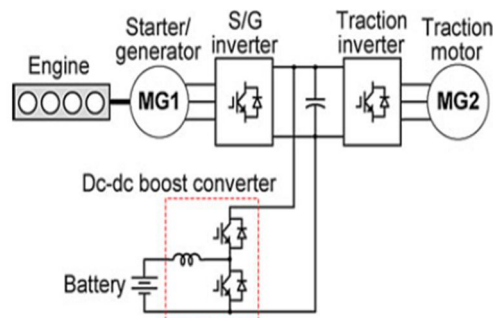 Starter/
generator
S/G
inverter
Traction
inverter
Traction
motor
Engine
MG1
MG2
Dc-dc boost converter
Battery